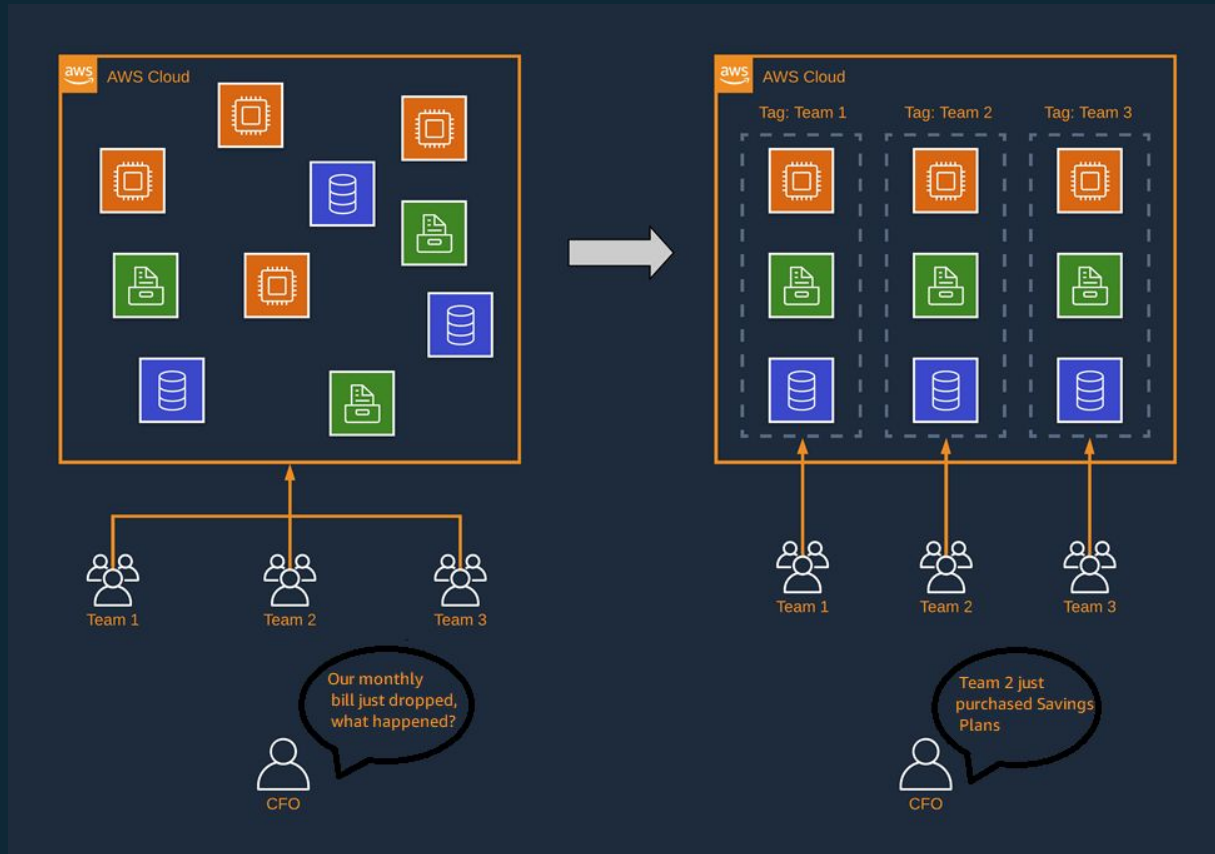 aws
AWS Cloud
Team 1
Team 2
Team 3
Our monthly
bill just dropped,
what happened?
CFO
aws
AWS Cloud
Tag: Team 1
Tag: Team 2
Tag: Team 3
Team 1
Team 2
Team 3
Team 2 just
purchased Savings
Plans
CFO